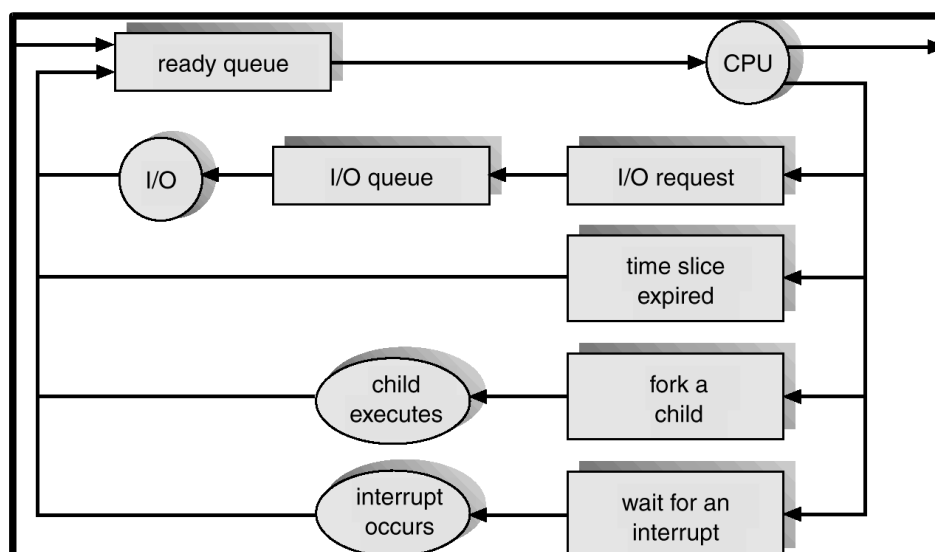 ready queue
CPU
I/O
I/O queue
I/O request
time slice
expired
child
executes
fork a
child
interrupt
occurs
wait for an
interrupt